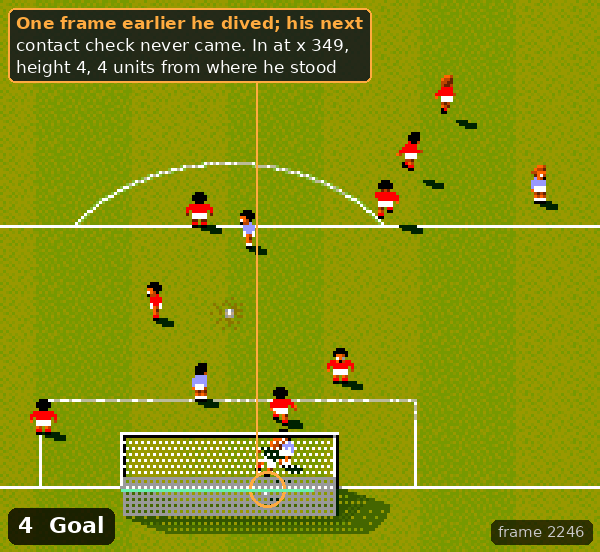 One frame earlier he dived; his next
contact check never came. In at x 349,
height 4, 4 units from where he stood
4 Goal
frame 2246